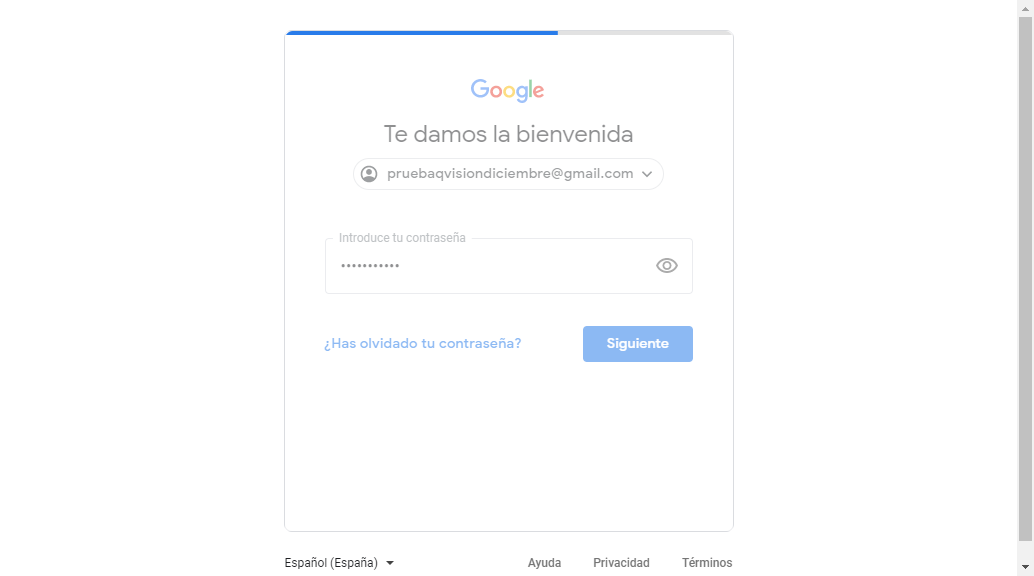 Google
Te damos la bienvenida
pruebaqvisiondiciembre@gmail.com
Introduce tu contraseña
•••••••••••
¿Has olvidado tu contraseña?
Siguiente
Español (España)
Ayuda
Privacidad
Términos